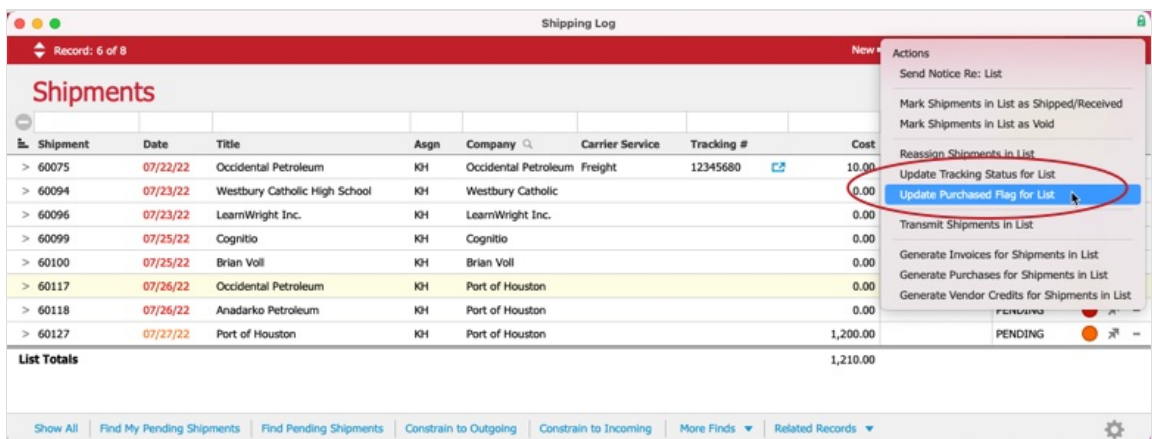 Shipping Log
Record: 6 of 8 New
Actions
Send Notice Re: List
Mark Shipments in List as Shipped/Received
Mark Shipments in List as Void
Reassign Shipments in List
Update Tracking Status for List
Update Purchased Flag for List
Transmit Shipments in List
Generate Invoices for Shipments in List
Generate Purchases for Shipments in List
Generate Vendor Credits for Shipments in List
Shipments
Shipment Date Title Asgn Company Carrier Service Tracking # Cost
> 60075 07/22/22 Occidental Petroleum KH Occidental Petroleum Freight 12345680 10.00
> 60094 07/23/22 Westbury Catholic High School KH Westbury Catholic 0.00
> 60096 07/23/22 LearnWright Inc. KH LearnWright Inc. 0.00
> 60099 07/25/22 Cognitio KH Cognitio 0.00
> 60100 07/25/22 Brian Voll KH Brian Voll 0.00
> 60117 07/26/22 Occidental Petroleum KH Port of Houston 0.00
> 60118 07/26/22 Anadarko Petroleum KH Port of Houston 0.00 PENDING
> 60127 07/27/22 Port of Houston KH Port of Houston 1,200.00 PENDING
List Totals 1,210.00
Show All Find My Pending Shipments Find Pending Shipments Constrain to Outgoing Constrain to Incoming More Finds Related Records